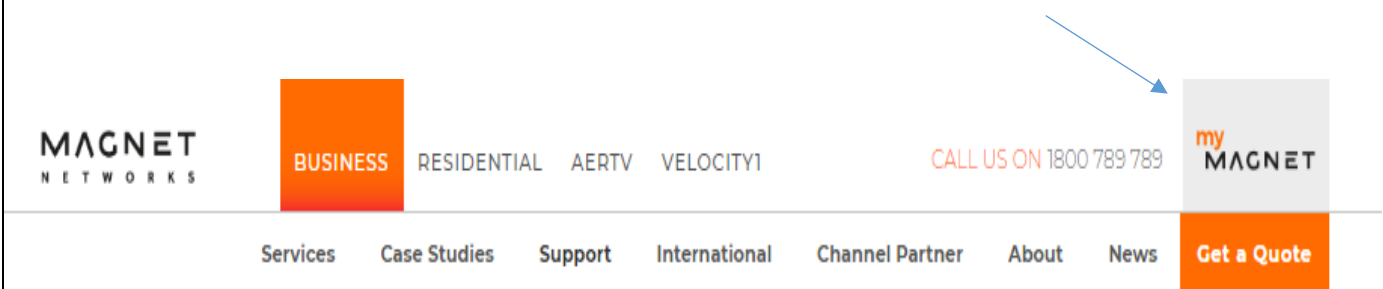 MAGNET
NETWORKS
BUSINESS RESIDENTIAL AERTV VELOCITY1 CALL US ON 1800 789 789
my
MAGNET
Services Case Studies Support International Channel Partner About News Get a Quote